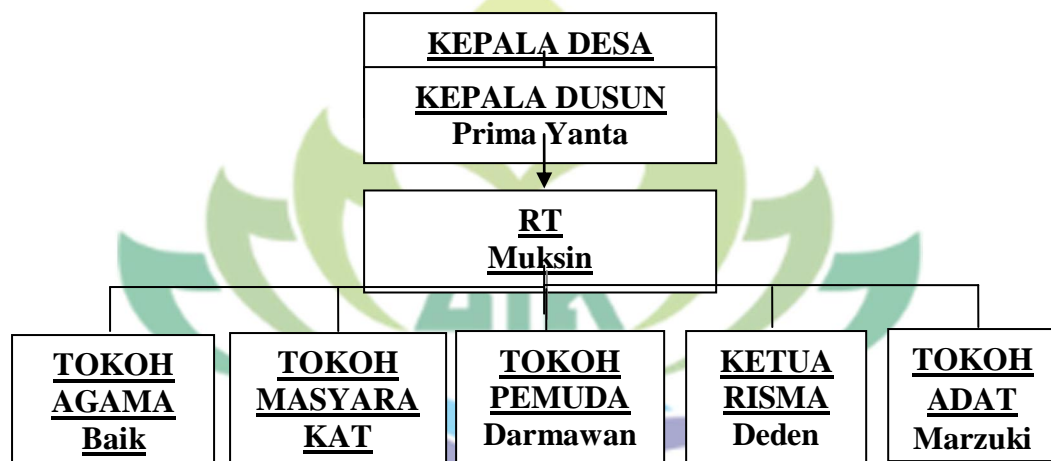 KEPALA DESA
KEPALA DUSUN
Prima Yanta
RT
Muksin
TOKOH
AGAMA
Baik
TOKOH
MASYARA
KAT
TOKOH
PEMUDA
Darmawan
KETUA
RISMA
Deden
TOKOH
ADAT
Marzuki